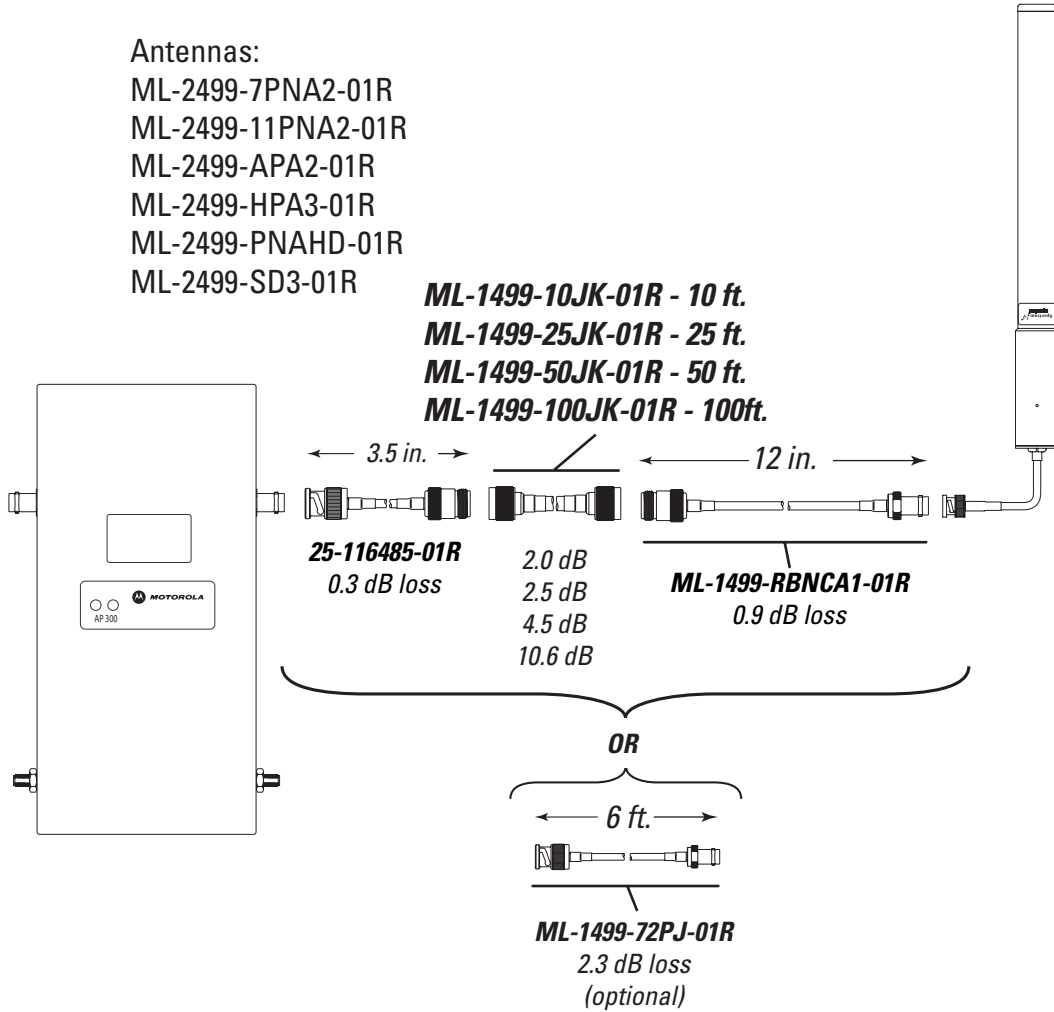 Antennas:
ML-2499-7PNA2-01R
ML-2499-11PNA2-01R
ML-2499-APA2-01R
ML-2499-HPA3-01R
ML-2499-PNAHD-01R
ML-2499-SD3-01R
ML-1499-10JK-01R - 10 ft.
ML-1499-25JK-01R - 25 ft.
ML-1499-50JK-01R - 50 ft.
ML-1499-100JK-01R - 100ft.
3.5 in.
12 in.
25-116485-01R
0.3 dB loss
2.0 dB
2.5 dB
4.5 dB
10.6 dB
ML-1499-RBNCA1-01R
0.9 dB loss
MOTOROLA
AP 300
OR
6 ft.
ML-1499-72PJ-01R
2.3 dB loss
(optional)